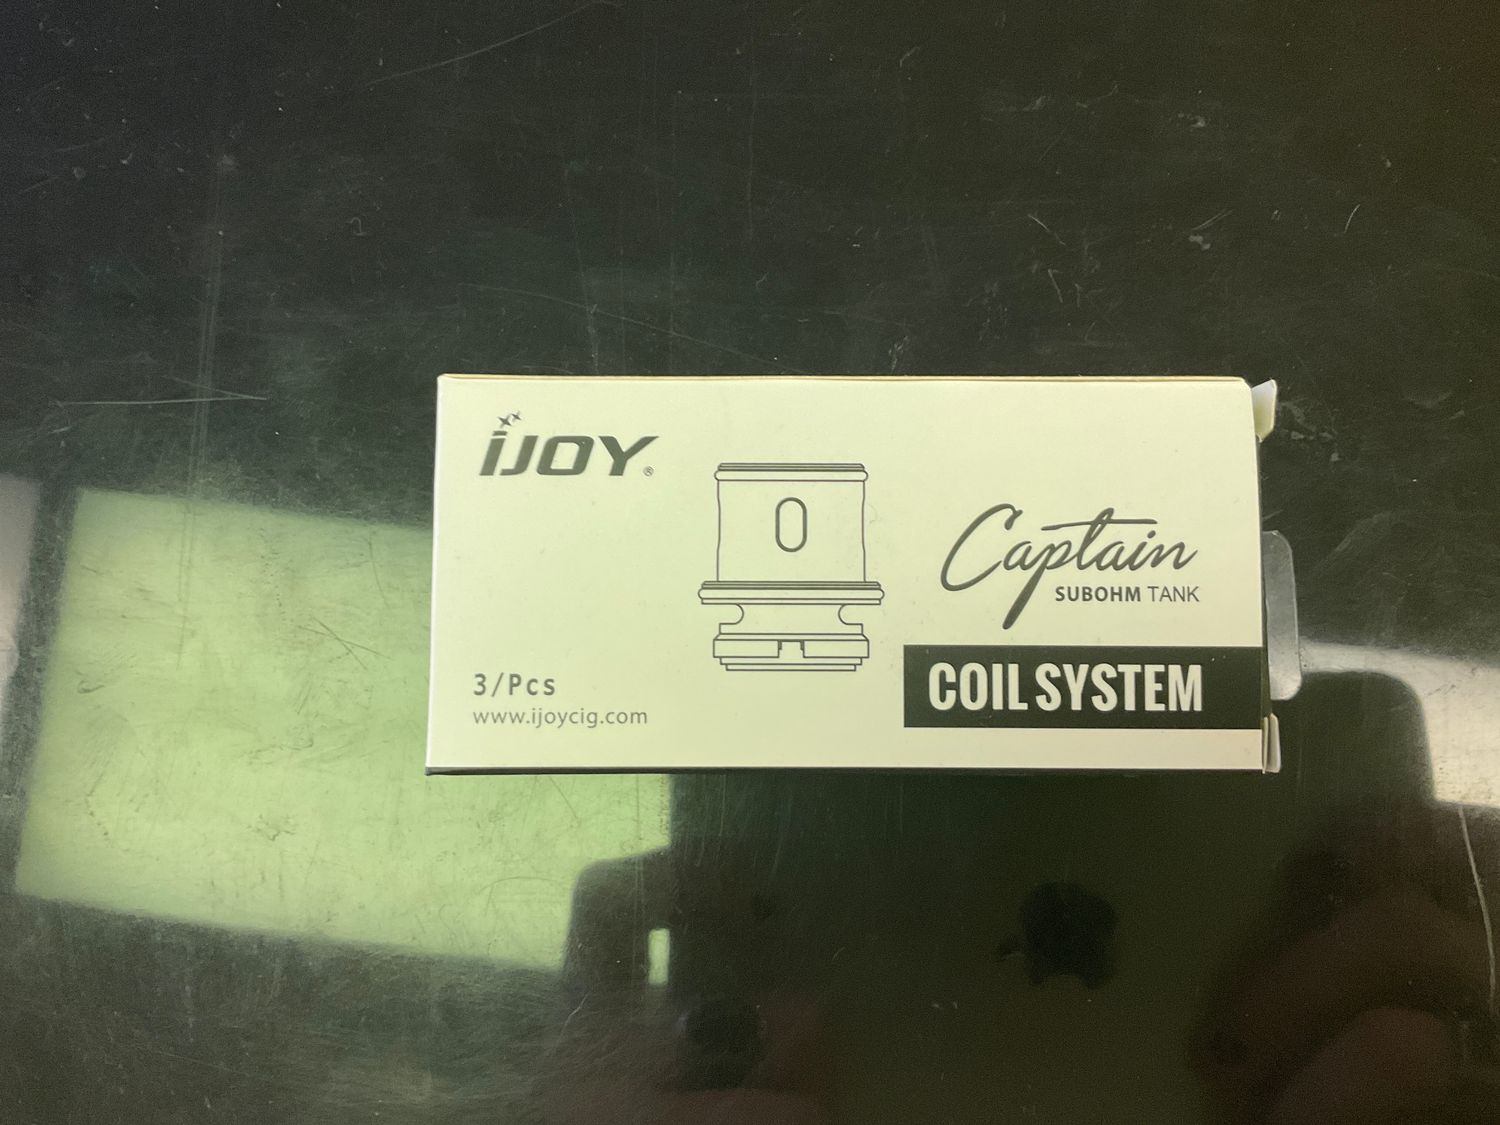 iJOY®
Captain
SUBOHM TANK
COIL SYSTEM
3/Pcs
www.ijoycig.com